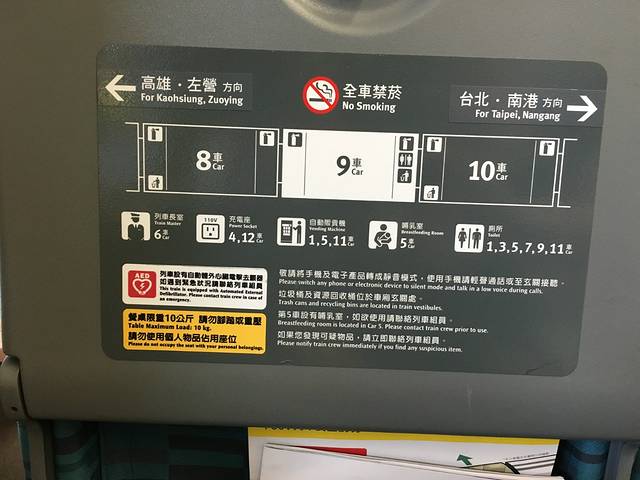 高雄・左營 方向
For Kaohsiung, Zuoying
全車禁菸
No Smoking
台北・南港 方向
For Taipei, Nangang
8車
Car
9車
Car
10車
Car
列車長室
Train Master
6車
Car
110V
充電座
Power Socket
4,12車
Car
自動販賣機
Vending Machine
1,5,11車
Car
哺乳室
Breastfeeding Room
5車
Car
廁所
Toilet
1,3,5,7,9,11車
Car
AED
列車設有自動體外心臟電擊去顫器
如遇到緊急狀況請聯絡列車組員
This train is equipped with Automated External
Defibrillator. Please contact train crew in case of
an emergency.
餐桌限重10公斤 請勿腳踏或重壓
Table Maximum Load: 10 kg.
請勿使用個人物品佔用座位
Please do not occupy the seat with your personal belongings.
敬請將手機及電子產品轉成靜音模式，使用手機請輕聲通話或至玄關接聽。
Please switch any phone or electronic device to silent mode and talk in a low voice during calls.
垃圾桶及資源回收桶位於車廂玄關處。
Trash cans and recycling bins are located in train vestibules.
第5車設有哺乳室，如欲使用請聯絡列車組員。
Breastfeeding room is located in Car 5. Please contact train crew prior to use.
如果您發現可疑物品，請立即聯絡列車組員。
Please notify train crew immediately if you find any suspicious item.